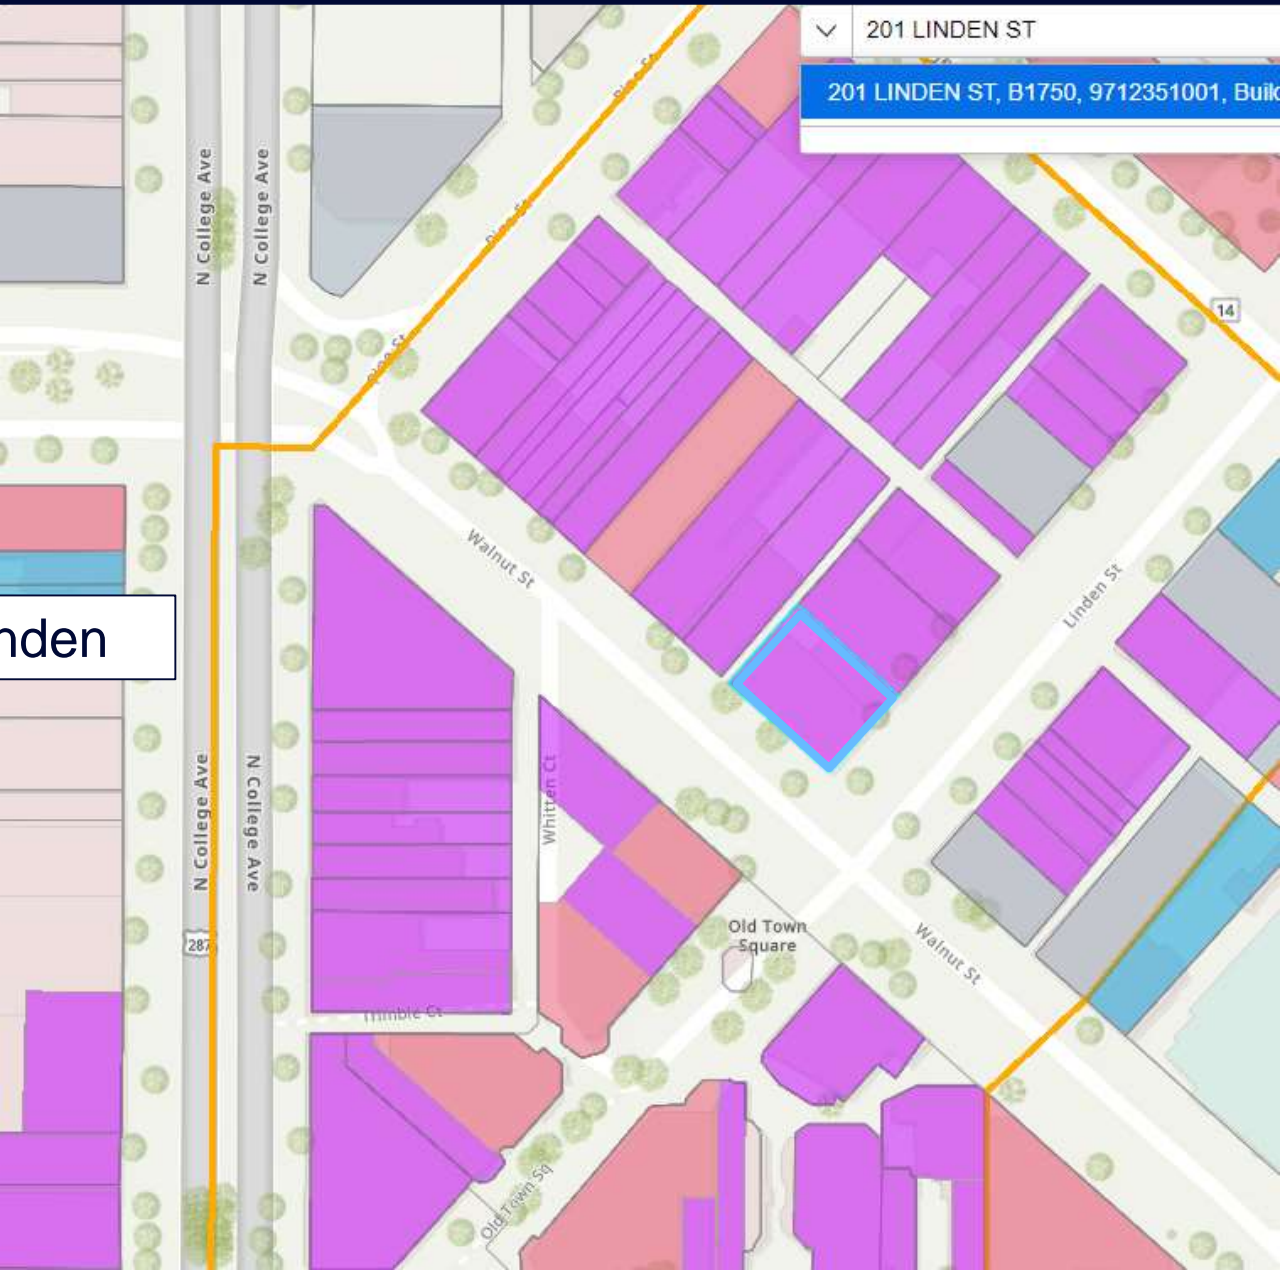 201 LINDEN ST
201 LINDEN ST, B1750, 9712351001, Build
Pine St
Pine St
Pine St
N College Ave
N College Ave
14
Walnut St
Linden St
nden
N College Ave
N College Ave
Whitten Ct
287
Old Town
Square
Walnut St
Trimble Ct
Old Town Sq